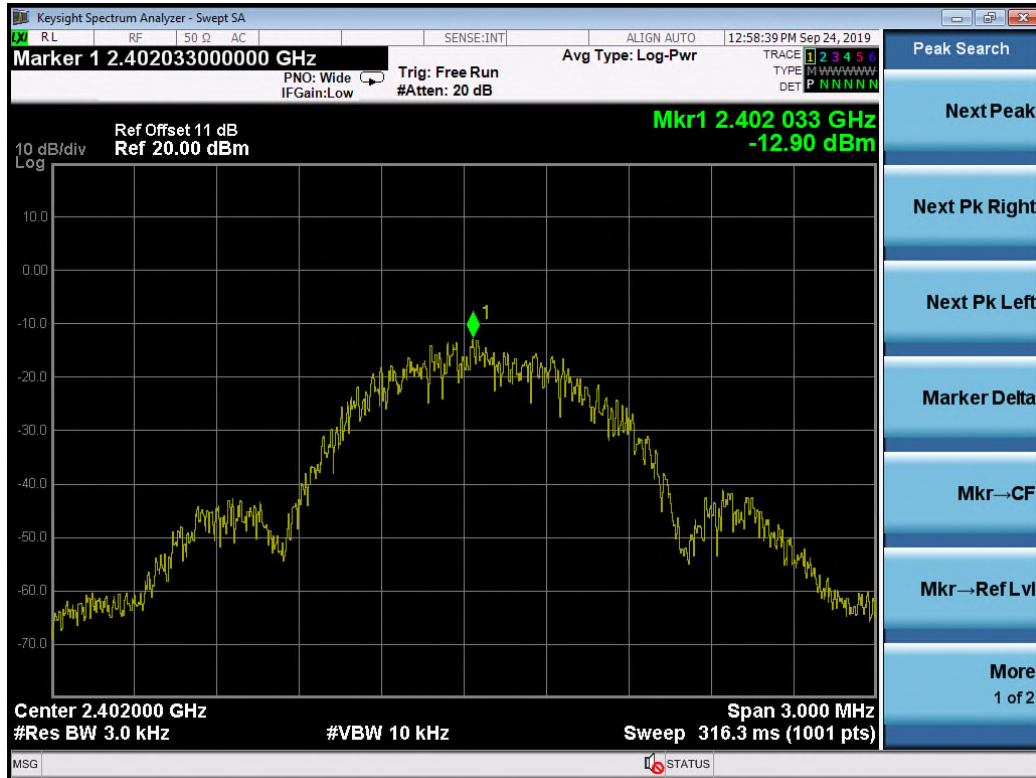 Keysight Spectrum Analyzer - Swept SA
LXI RL RF 50 Ω AC SENSE:INT ALIGN AUTO 12:58:39 PM Sep 24, 2019
Marker 1 2.402033000000 GHz
PNO: Wide
IFGain:Low
Trig: Free Run
#Atten: 20 dB
Avg Type: Log-Pwr
TRACE 1 2 3 4 5 6
TYPE M WWWWW
DET P N N N N N
Mkr1 2.402 033 GHz
-12.90 dBm
Ref Offset 11 dB
10 dB/div Ref 20.00 dBm
Log
10.0
0.00
-10.0
-20.0
-30.0
-40.0
-50.0
-60.0
-70.0
1
Center 2.402000 GHz Span 3.000 MHz
#Res BW 3.0 kHz #VBW 10 kHz Sweep 316.3 ms (1001 pts)
MSG STATUS
Peak Search
Next Peak
Next Pk Right
Next Pk Left
Marker Delta
Mkr→CF
Mkr→Ref Lvl
More
1 of 2